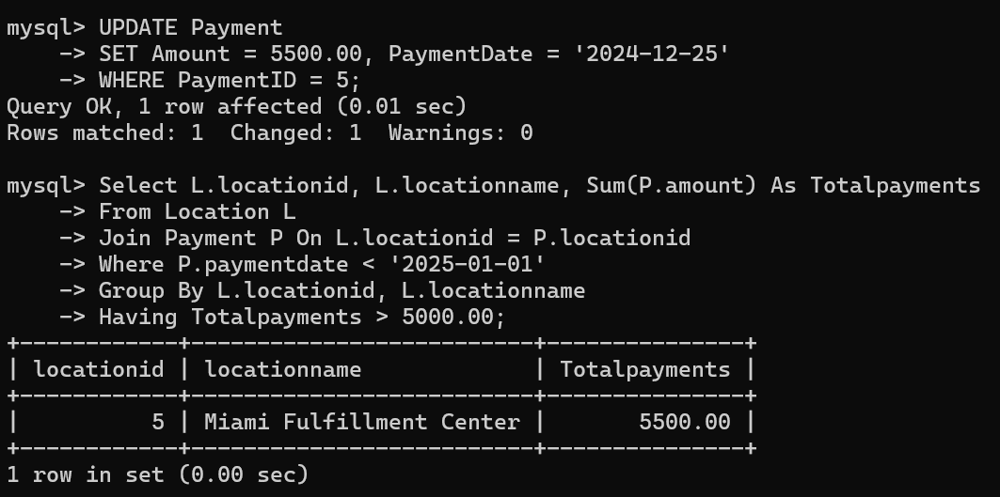 mysql> UPDATE Payment
    -> SET Amount = 5500.00, PaymentDate = '2024-12-25'
    -> WHERE PaymentID = 5;
Query OK, 1 row affected (0.01 sec)
Rows matched: 1  Changed: 1  Warnings: 0

mysql> Select L.locationid, L.locationname, Sum(P.amount) As Totalpayments
    -> From Location L
    -> Join Payment P On L.locationid = P.locationid
    -> Where P.paymentdate < '2025-01-01'
    -> Group By L.locationid, L.locationname
    -> Having Totalpayments > 5000.00;
+------------+--------------------------+---------------+
| locationid | locationname             | Totalpayments |
+------------+--------------------------+---------------+
|          5 | Miami Fulfillment Center |       5500.00 |
+------------+--------------------------+---------------+
1 row in set (0.00 sec)